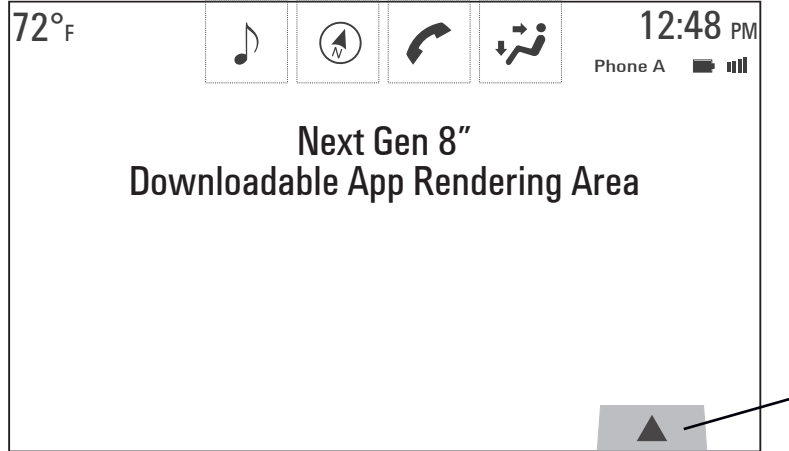 72°F
12:48 PM
N
Phone A
Next Gen 8”
Downloadable App Rendering Area